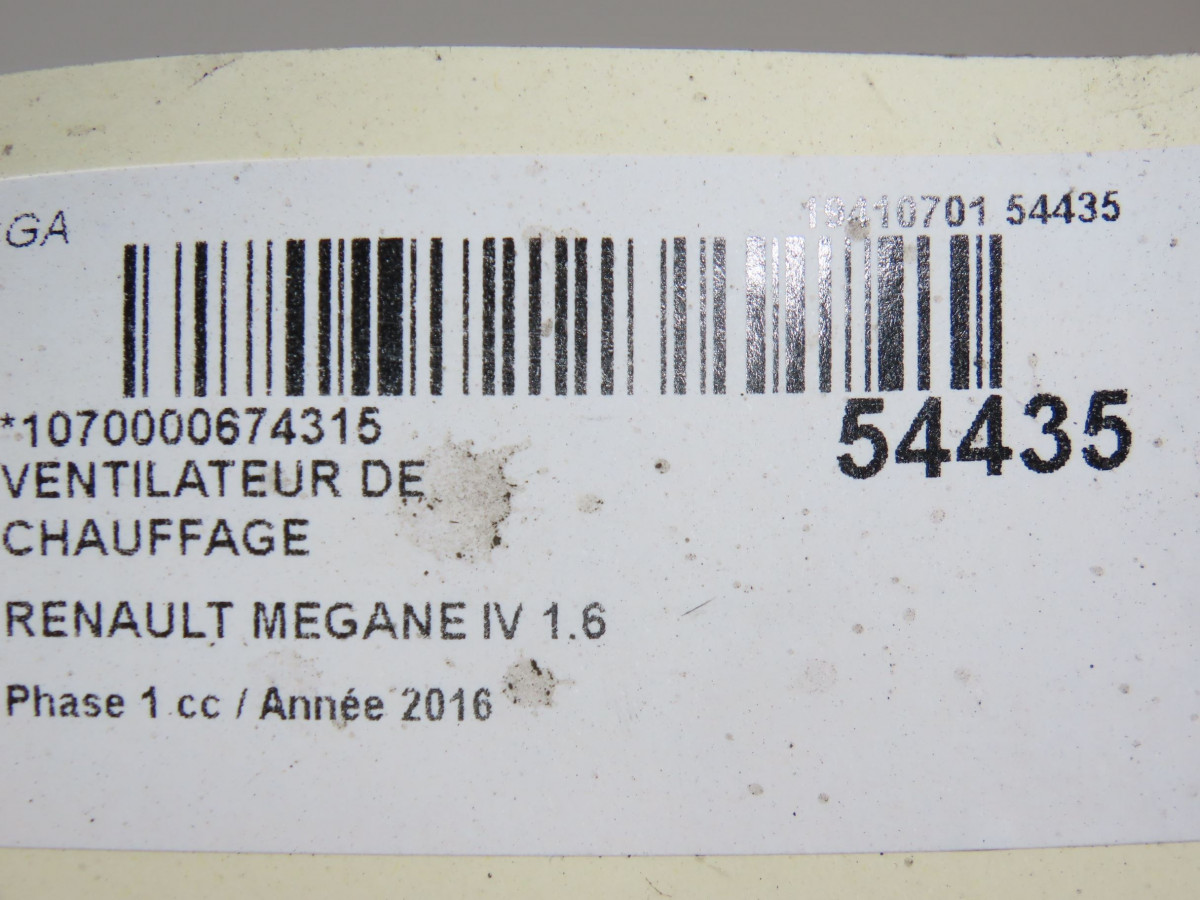 GA
19410701 54435
54435
*1070000674315
VENTILATEUR DE
CHAUFFAGE
RENAULT MEGANE IV 1.6
Phase 1 cc / Année 2016